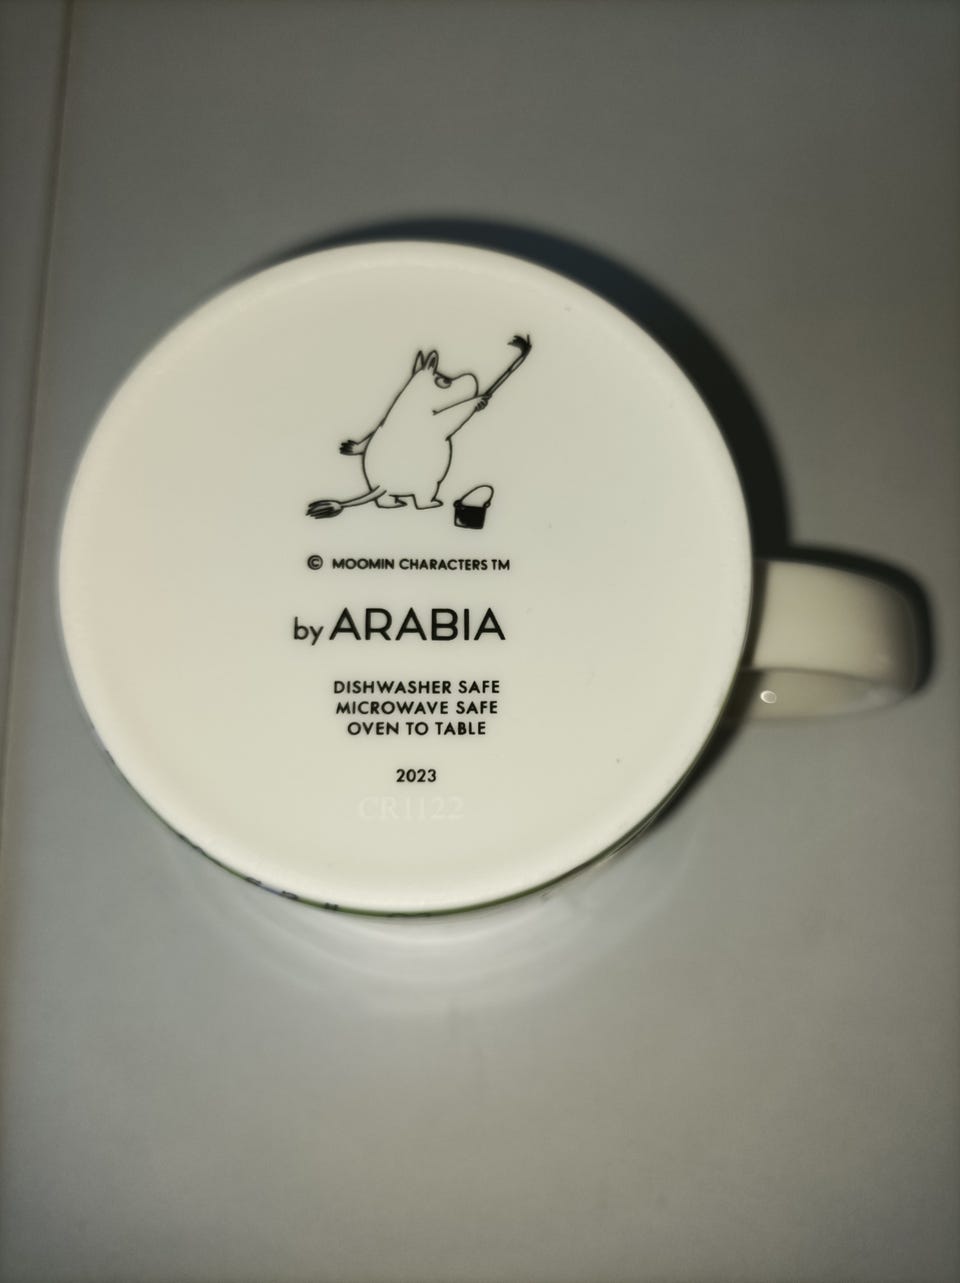 © MOOMIN CHARACTERS TM
by ARABIA
DISHWASHER SAFE
MICROWAVE SAFE
OVEN TO TABLE
2023
CR1122